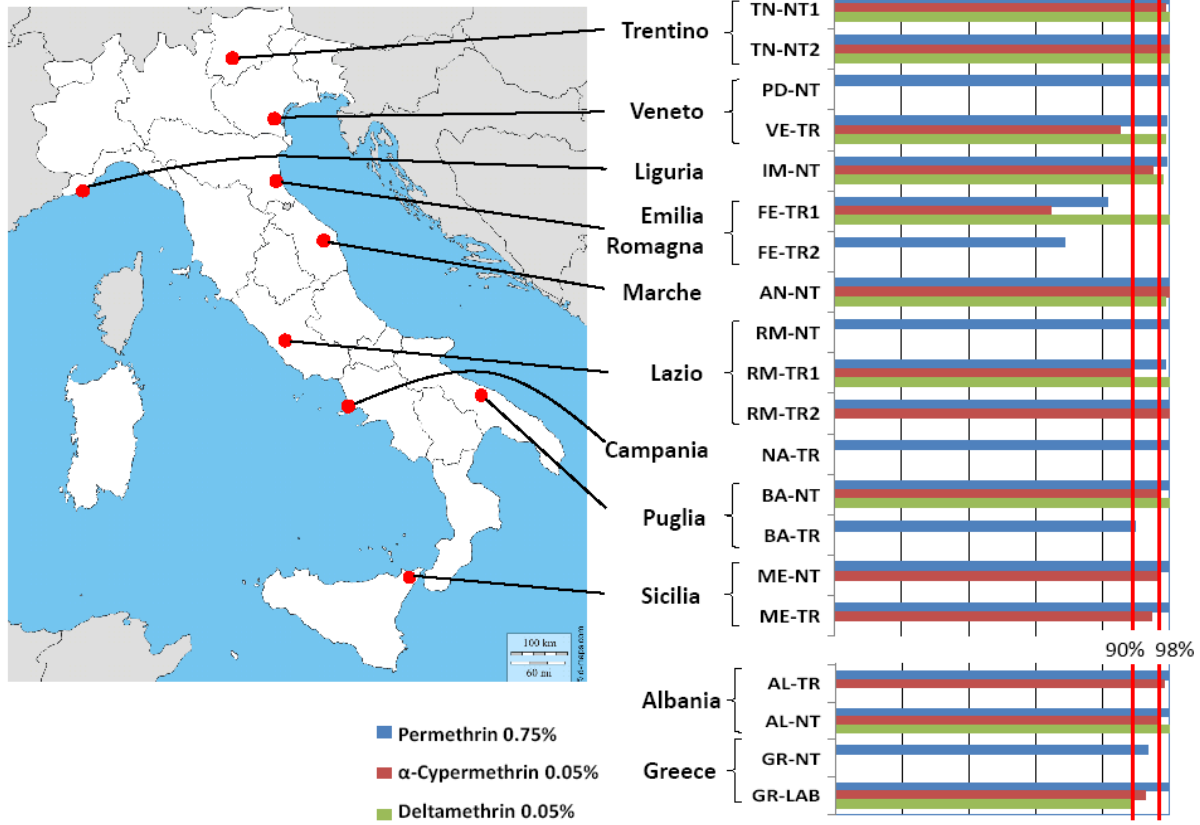 Trentino
Veneto
Liguria
Emilia
Romagna
Marche
Lazio
Campania
Puglia
Sicilia
Albania
Greece
TN-NT1
TN-NT2
PD-NT
VE-TR
IM-NT
FE-TR1
FE-TR2
AN-NT
RM-NT
RM-TR1
RM-TR2
NA-TR
BA-NT
BA-TR
ME-NT
ME-TR
90% 98%
AL-TR
AL-NT
GR-NT
GR-LAB
100 km
60 mi
Permethrin 0.75%
α-Cypermethrin 0.05%
Deltamethrin 0.05%